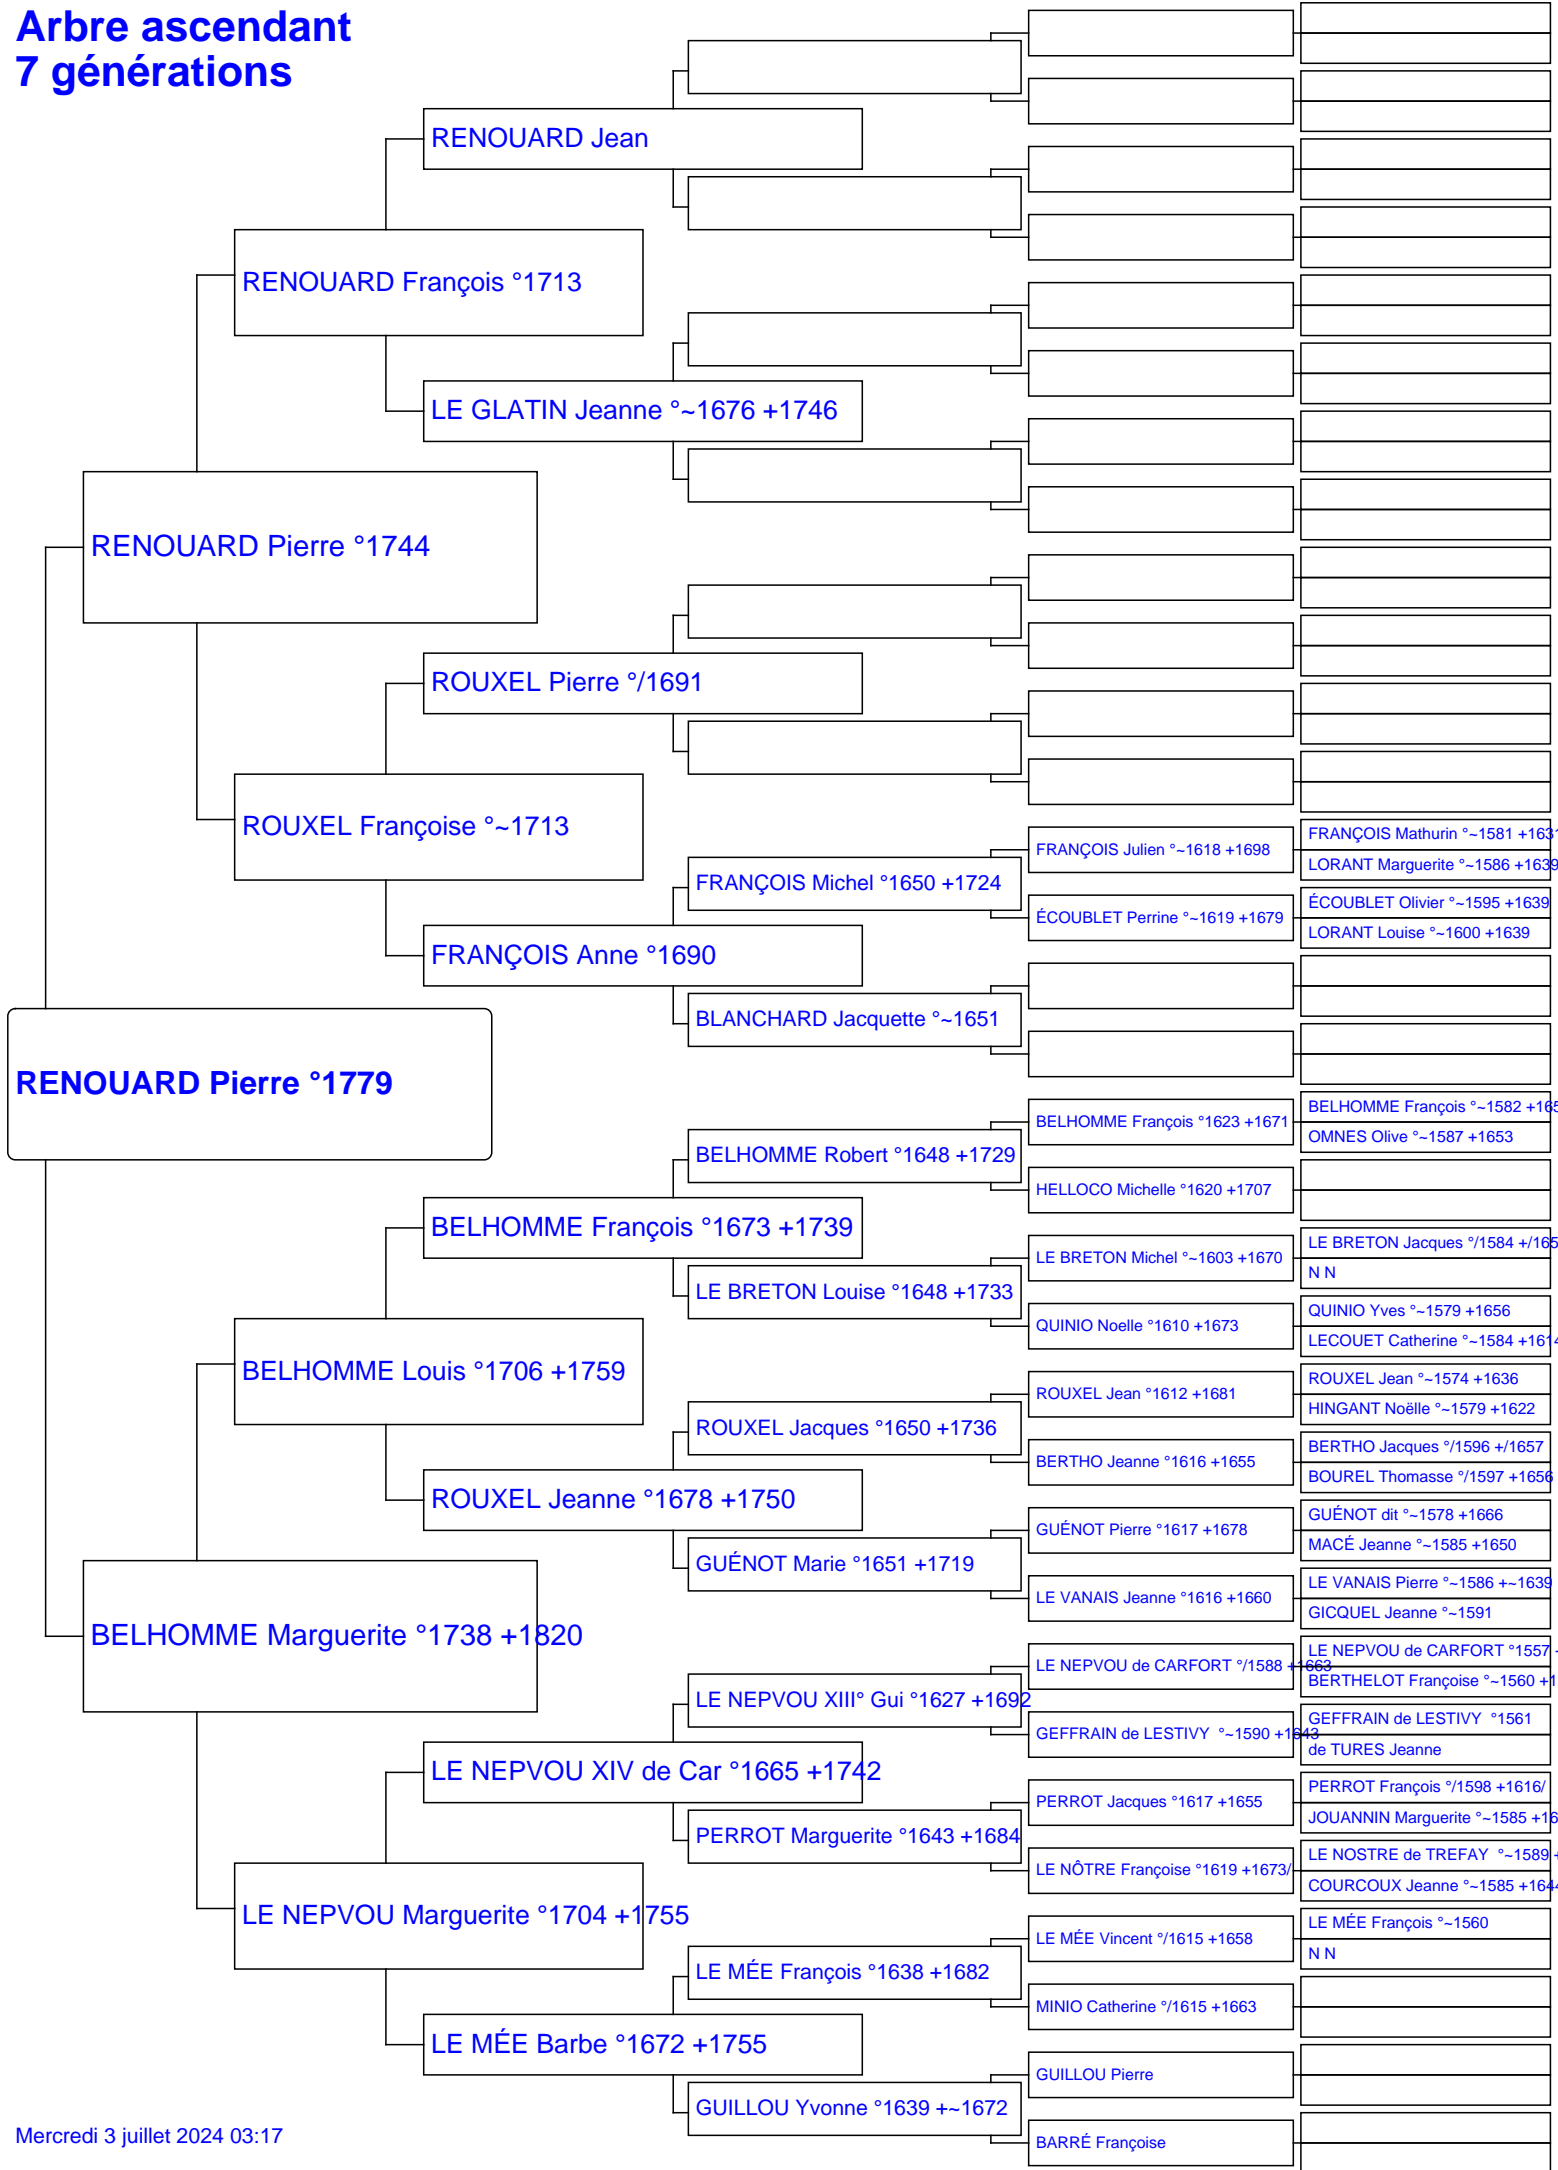 Arbre ascendant
7 générations
RENOUARD Jean
RENOUARD François °1713
LE GLATIN Jeanne °~1676 +1746
RENOUARD Pierre °1744
ROUXEL Pierre °/1691
ROUXEL Françoise °~1713
FRANÇOIS Mathurin °~1581 +1631
FRANÇOIS Julien °~1618 +1698
LORANT Marguerite °~1586 +1639
FRANÇOIS Michel °1650 +1724
ÉCOUBLET Olivier °~1595 +1639
ÉCOUBLET Perrine °~1619 +1679
LORANT Louise °~1600 +1639
FRANÇOIS Anne °1690
BLANCHARD Jacquette °~1651
RENOUARD Pierre °1779
BELHOMME François °~1582 +165
BELHOMME François °1623 +1671
OMNES Olive °~1587 +1653
BELHOMME Robert °1648 +1729
HELLOCO Michelle °1620 +1707
BELHOMME François °1673 +1739
LE BRETON Jacques °/1584 +/165
LE BRETON Michel °~1603 +1670
N N
LE BRETON Louise °1648 +1733
QUINIO Yves °~1579 +1656
QUINIO Noelle °1610 +1673
LECOUET Catherine °~1584 +1614
BELHOMME Louis °1706 +1759
ROUXEL Jean °~1574 +1636
ROUXEL Jean °1612 +1681
HINGANT Noëlle °~1579 +1622
ROUXEL Jacques °1650 +1736
BERTHO Jacques °/1596 +/1657
BERTHO Jeanne °1616 +1655
BOUREL Thomasse °/1597 +1656
ROUXEL Jeanne °1678 +1750
GUÉNOT dit °~1578 +1666
GUÉNOT Pierre °1617 +1678
MACÉ Jeanne °~1585 +1650
GUÉNOT Marie °1651 +1719
LE VANAIS Pierre °~1586 +~1639
LE VANAIS Jeanne °1616 +1660
GICQUEL Jeanne °~1591
BELHOMME Marguerite °1738 +1820
LE NEPVOU de CARFORT °1557 +
LE NEPVOU de CARFORT °/1588 +1663
BERTHELOT Françoise °~1560 +1
LE NEPVOU XIII° Gui °1627 +1692
GEFFRAIN de LESTIVY °1561
GEFFRAIN de LESTIVY °~1590 +1643
de TURES Jeanne
LE NEPVOU XIV de Car °1665 +1742
PERROT François °/1598 +1616/
PERROT Jacques °1617 +1655
JOUANNIN Marguerite °~1585 +16
PERROT Marguerite °1643 +1684
LE NOSTRE de TREFAY °~1589 +
LE NÔTRE Françoise °1619 +1673/
COURCOUX Jeanne °~1585 +1644
LE NEPVOU Marguerite °1704 +1755
LE MÉE François °~1560
LE MÉE Vincent °/1615 +1658
N N
LE MÉE François °1638 +1682
MINIO Catherine °/1615 +1663
LE MÉE Barbe °1672 +1755
GUILLOU Pierre
GUILLOU Yvonne °1639 +~1672
BARRÉ Françoise
Mercredi 3 juillet 2024 03:17